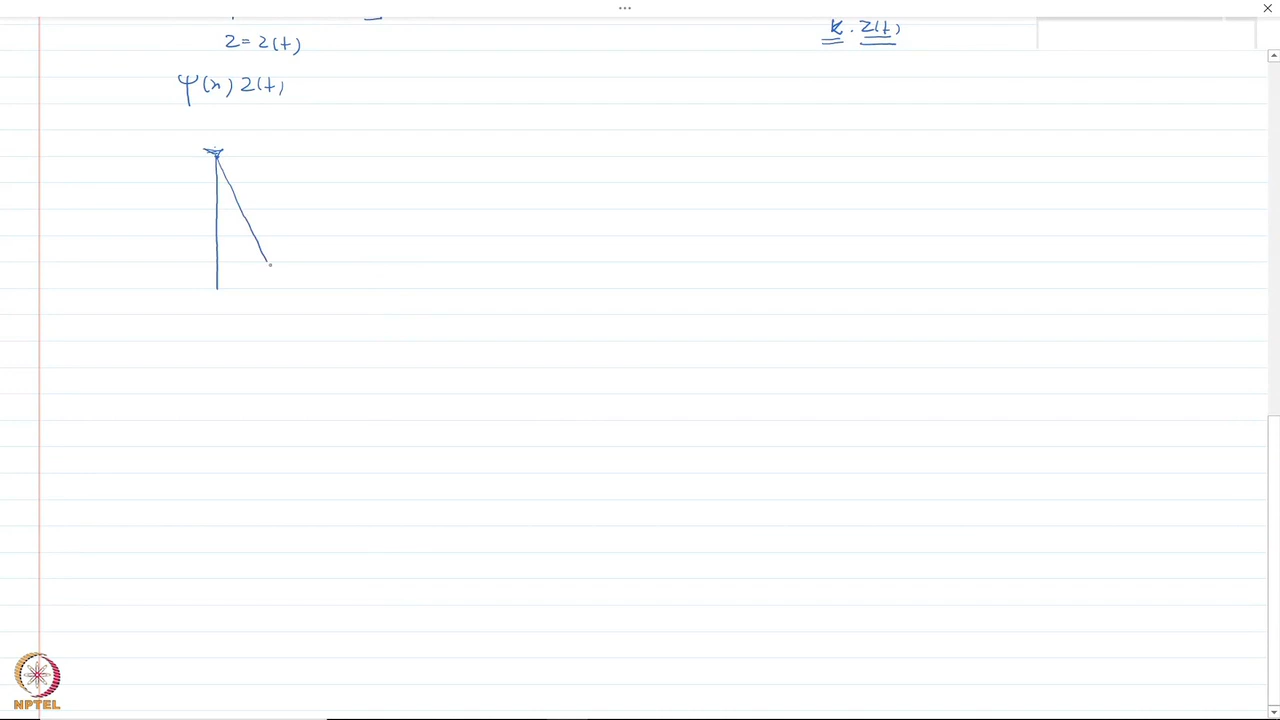 z = z(t)
k . z(t)
ψ(x) z(t)
NPTEL